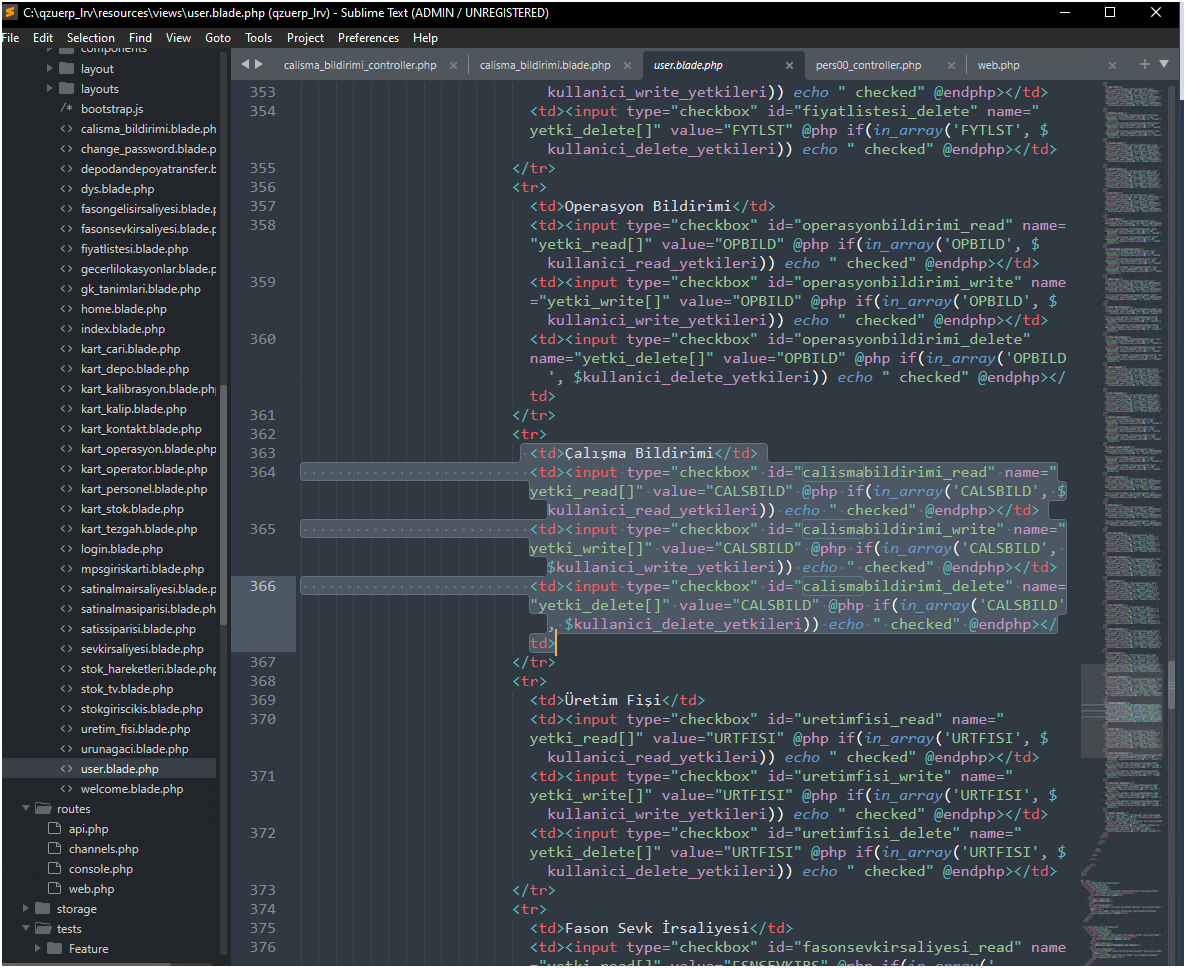 C:\qzuerp_lrv\resources\views\user.blade.php (qzuerp_lrv) - Sublime Text (ADMIN / UNREGISTERED)
File Edit Selection Find View Goto Tools Project Preferences Help
components
layout
layouts
/* bootstrap.js
<> calisma_bildirimi.blade.ph
<> change_password.blade.p
<> depodandepoyatransfer.b
<> dys.blade.php
<> fasongelisirsaliyesi.blade.p
<> fasonsevkirsaliyesi.blade.p
<> fiyatlistesi.blade.php
<> gecerlilokasyonlar.blade.p
<> gk_tanimlari.blade.php
<> home.blade.php
<> index.blade.php
<> kart_cari.blade.php
<> kart_depo.blade.php
<> kart_kalibrasyon.blade.php
<> kart_kalip.blade.php
<> kart_kontakt.blade.php
<> kart_operasyon.blade.php
<> kart_operator.blade.php
<> kart_personel.blade.php
<> kart_stok.blade.php
<> kart_tezgah.blade.php
<> login.blade.php
<> mpsgiriskarti.blade.php
<> satinalmairsaliyesi.blade.p
<> satinalmasiparisi.blade.ph
<> satissiparisi.blade.php
<> sevkirsaliyesi.blade.php
<> stok_hareketleri.blade.php
<> stok_tv.blade.php
<> stokgiriscikis.blade.php
<> uretim_fisi.blade.php
<> urunagaci.blade.php
<> user.blade.php
<> welcome.blade.php
routes
api.php
channels.php
console.php
web.php
storage
tests
Feature
calisma_bildirimi_controller.php calisma_bildirimi.blade.php user.blade.php pers00_controller.php web.php
353 kullanici_write_yetkileri)) echo " checked" @endphp></td>
354 <td><input type="checkbox" id="fiyatlistesi_delete" name="
yetki_delete[]" value="FYTLST" @php if(in_array('FYTLST', $
kullanici_delete_yetkileri)) echo " checked" @endphp></td>
355 </tr>
356 <tr>
357 <td>Operasyon Bildirimi</td>
358 <td><input type="checkbox" id="operasyonbildirimi_read" name=
"yetki_read[]" value="OPBILD" @php if(in_array('OPBILD', $
kullanici_read_yetkileri)) echo " checked" @endphp></td>
359 <td><input type="checkbox" id="operasyonbildirimi_write" name
="yetki_write[]" value="OPBILD" @php if(in_array('OPBILD', $
kullanici_write_yetkileri)) echo " checked" @endphp></td>
360 <td><input type="checkbox" id="operasyonbildirimi_delete"
name="yetki_delete[]" value="OPBILD" @php if(in_array('OPBILD
', $kullanici_delete_yetkileri)) echo " checked" @endphp></
td>
361 </tr>
362 <tr>
363 <td>Çalışma Bildirimi</td>
364 <td><input type="checkbox" id="calismabildirimi_read" name="
yetki_read[]" value="CALSBILD" @php if(in_array('CALSBILD', $
kullanici_read_yetkileri)) echo " checked" @endphp></td>
365 <td><input type="checkbox" id="calismabildirimi_write" name="
yetki_write[]" value="CALSBILD" @php if(in_array('CALSBILD',
$kullanici_write_yetkileri)) echo " checked" @endphp></td>
366 <td><input type="checkbox" id="calismabildirimi_delete" name=
"yetki_delete[]" value="CALSBILD" @php if(in_array('CALSBILD'
, $kullanici_delete_yetkileri)) echo " checked" @endphp></
td>
367 </tr>
368 <tr>
369 <td>Üretim Fişi</td>
370 <td><input type="checkbox" id="uretimfisi_read" name="
yetki_read[]" value="URTFISI" @php if(in_array('URTFISI', $
kullanici_read_yetkileri)) echo " checked" @endphp></td>
371 <td><input type="checkbox" id="uretimfisi_write" name="
yetki_write[]" value="URTFISI" @php if(in_array('URTFISI', $
kullanici_write_yetkileri)) echo " checked" @endphp></td>
372 <td><input type="checkbox" id="uretimfisi_delete" name="
yetki_delete[]" value="URTFISI" @php if(in_array('URTFISI', $
kullanici_delete_yetkileri)) echo " checked" @endphp></td>
373 </tr>
374 <tr>
375 <td>Fason Sevk İrsaliyesi</td>
376 <td><input type="checkbox" id="fasonsevkirsaliyesi_read" name
="yetki_read[]" value="FSNSEVKIRS" @php if(in_array('